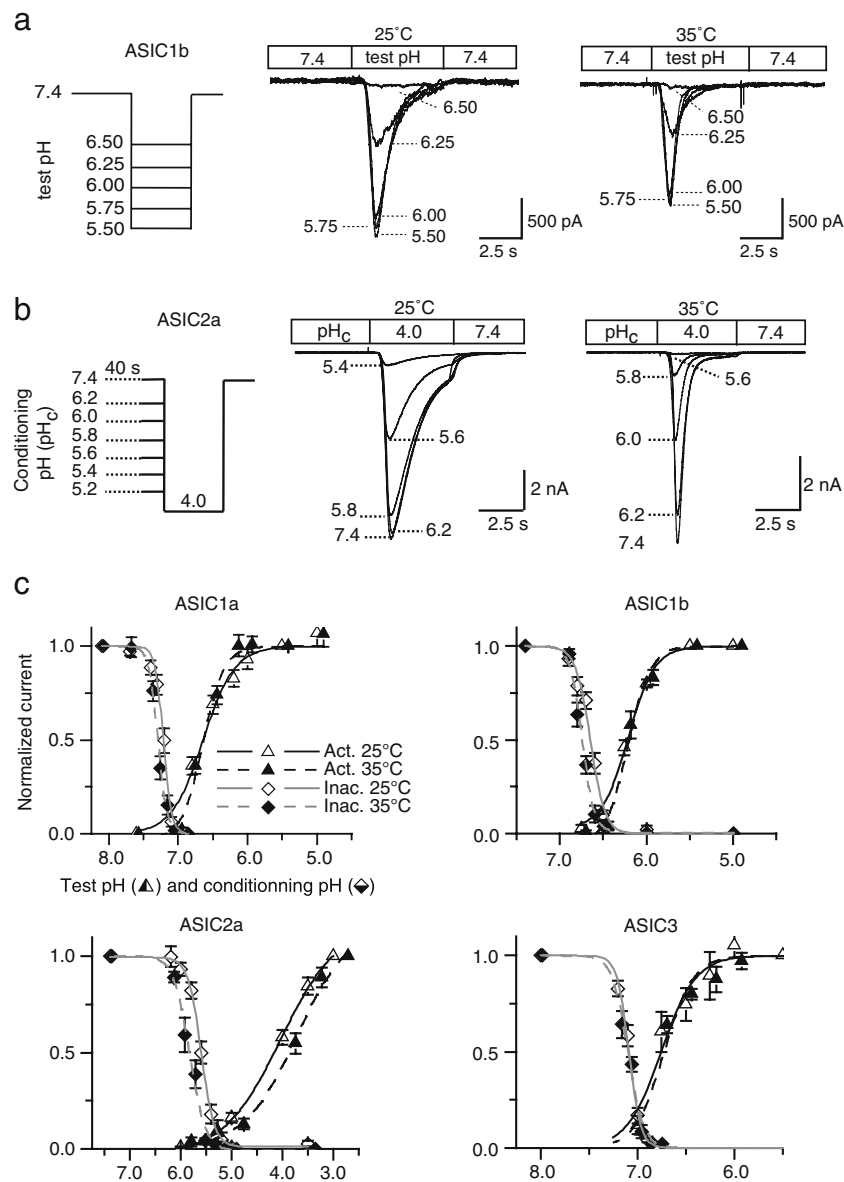 a
ASIC1b
25°C
35°C
7.4 test pH 7.4
7.4 test pH 7.4
7.4
test pH
6.50
6.25
6.00
5.75
5.50
6.50
6.25
6.00
5.75
5.50
500 pA
2.5 s
6.50
6.25
6.00
5.75
5.50
500 pA
2.5 s
b
ASIC2a
25°C
35°C
pHC 4.0 7.4
pHC 4.0 7.4
Conditioning
pH (pHC)
40 s
7.4
6.2
6.0
5.8
5.6
5.4
5.2
4.0
5.4
5.6
5.8
6.2
7.4
2 nA
2.5 s
5.8
5.6
6.0
6.2
7.4
2 nA
2.5 s
c
ASIC1a
ASIC1b
Normalized current
1.0
0.5
0.0
8.0 7.0 6.0 5.0
Act. 25°C
Act. 35°C
Inac. 25°C
Inac. 35°C
1.0
0.5
0.0
7.0 6.0 5.0
Test pH ( ) and conditionning pH ( )
ASIC2a
ASIC3
1.0
0.5
0.0
7.0 6.0 5.0 4.0 3.0
1.0
0.5
0.0
8.0 7.0 6.0